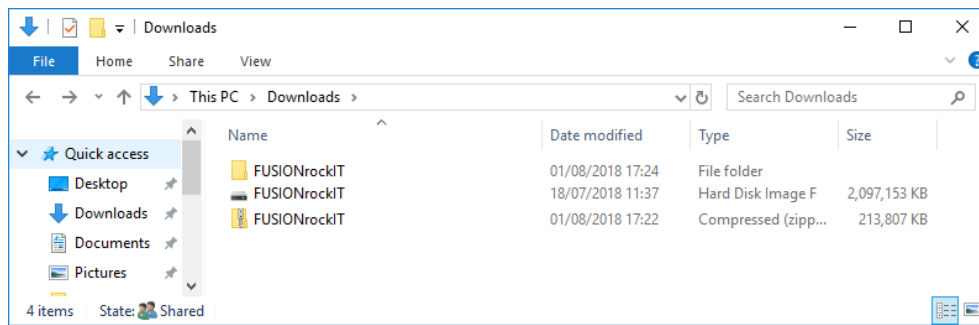 Downloads
File Home Share View
This PC Downloads Search Downloads
Name Date modified Type Size
Quick access
FUSIONrockIT 01/08/2018 17:24 File folder
Desktop
FUSIONrockIT 18/07/2018 11:37 Hard Disk Image F 2,097,153 KB
Downloads
FUSIONrockIT 01/08/2018 17:22 Compressed (zipp... 213,807 KB
Documents
Pictures
4 items State: Shared